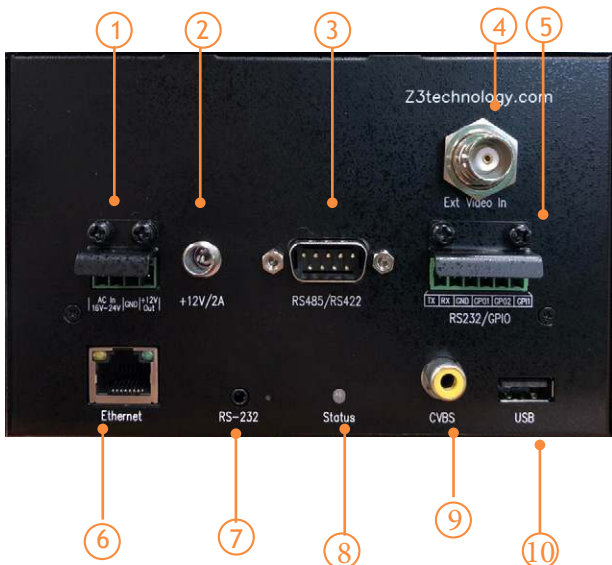 1 2 3 4 5
Z3technology.com
Ext Video In
AC In
16V-24V GND +12V
Out
+12V/2A
RS485/RS422
TX RX GND GPO1 GPO2 GPI1
RS232/GPIO
Ethernet
RS-232
Status
CVBS
USB
6 7 8 9 10